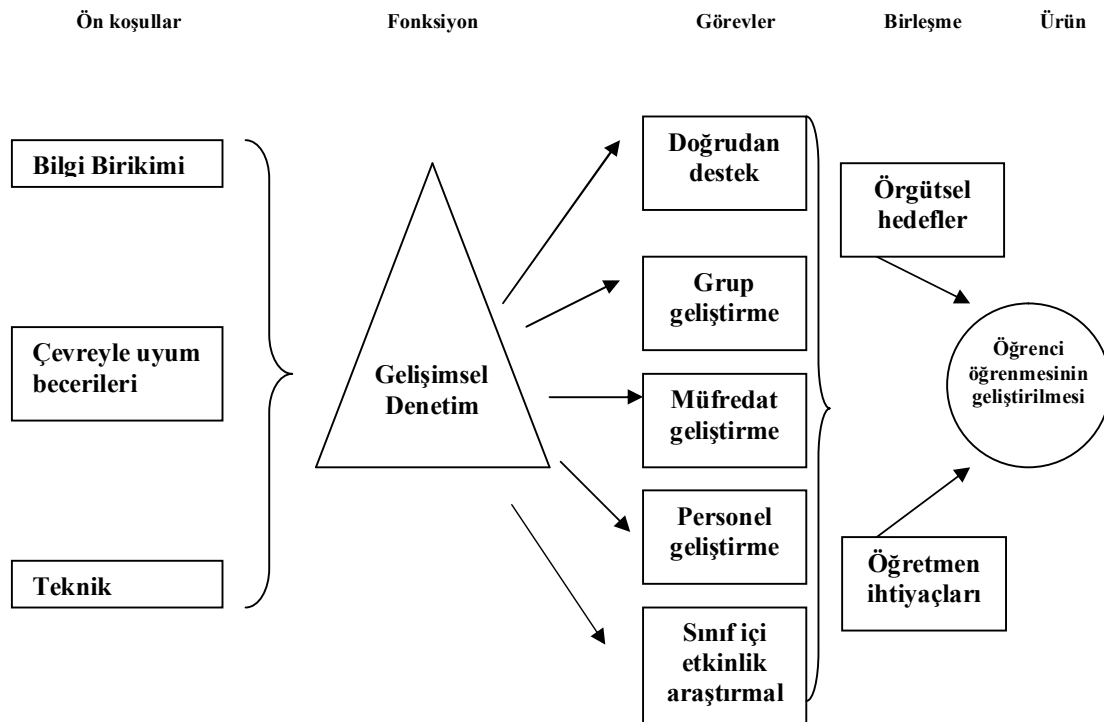 Ön koşullar
Fonksiyon
Görevler
Birleşme
Ürün
Bilgi Birikimi
Çevreyle uyum
becerileri
Teknik
Gelişimsel
Denetim
Doğrudan
destek
Grup
geliştirme
Müfredat
geliştirme
Personel
geliştirme
Sınıf içi
etkinlik
araştırmal
Örgütsel
hedefler
Öğretmen
ihtiyaçları
Öğrenci
öğrenmesinin
geliştirilmesi